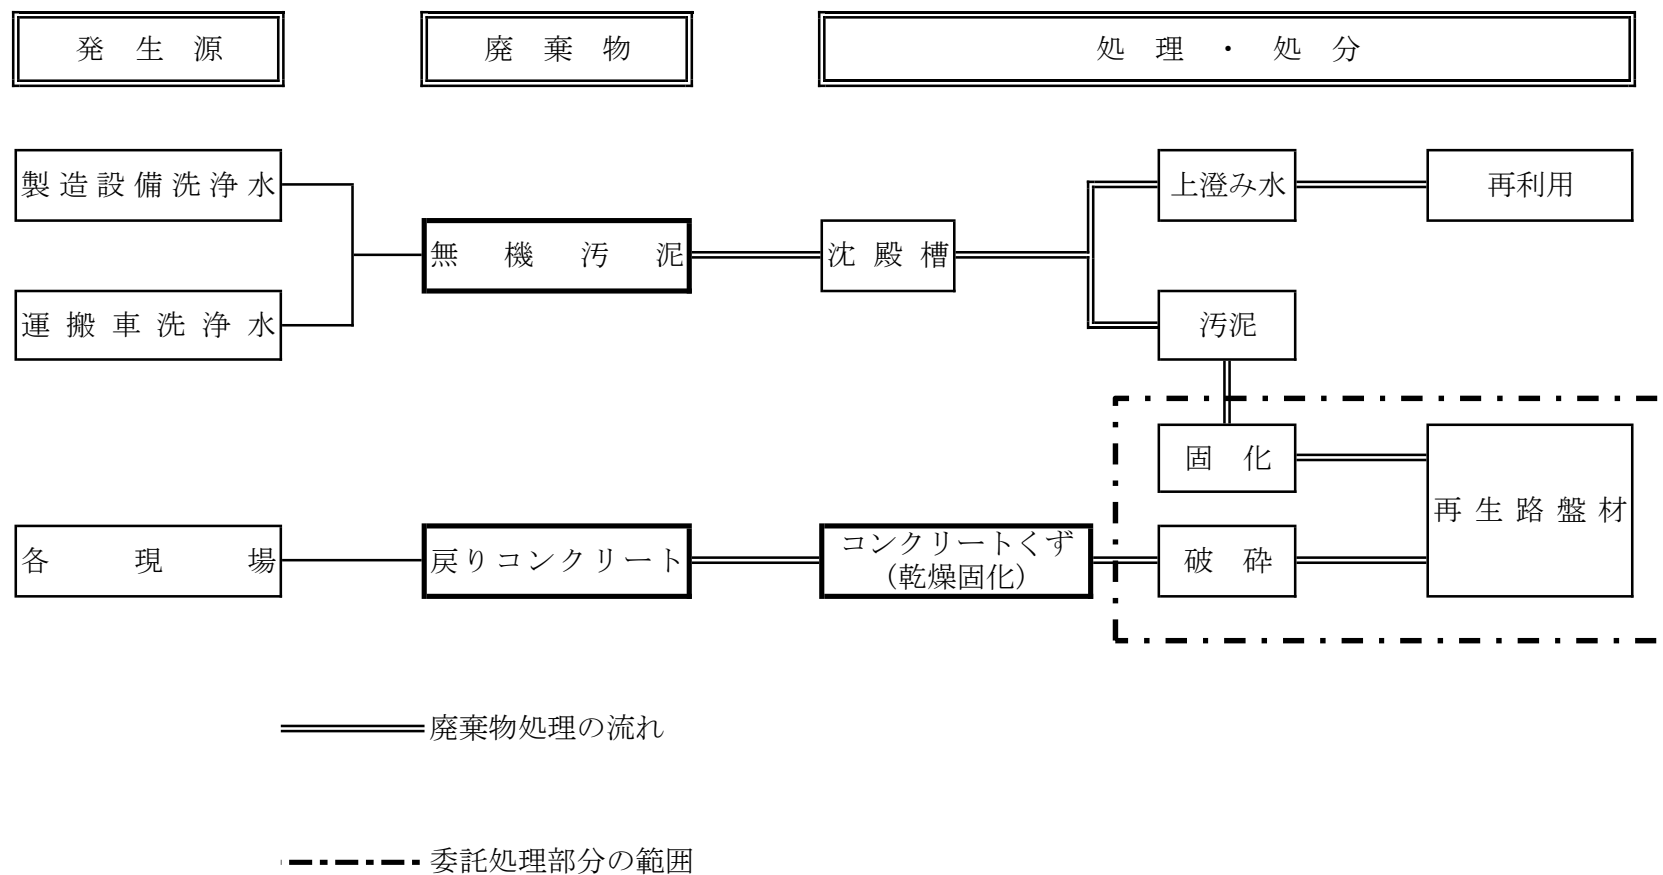 発生源
廃棄物
処理・処分
製造設備洗浄水
上澄み水
再利用
無機汚泥
沈殿槽
運搬車洗浄水
汚泥
固化
再生路盤材
各現場
戻りコンクリート
コンクリートくず
（乾燥固化）
破砕
廃棄物処理の流れ
委託処理部分の範囲